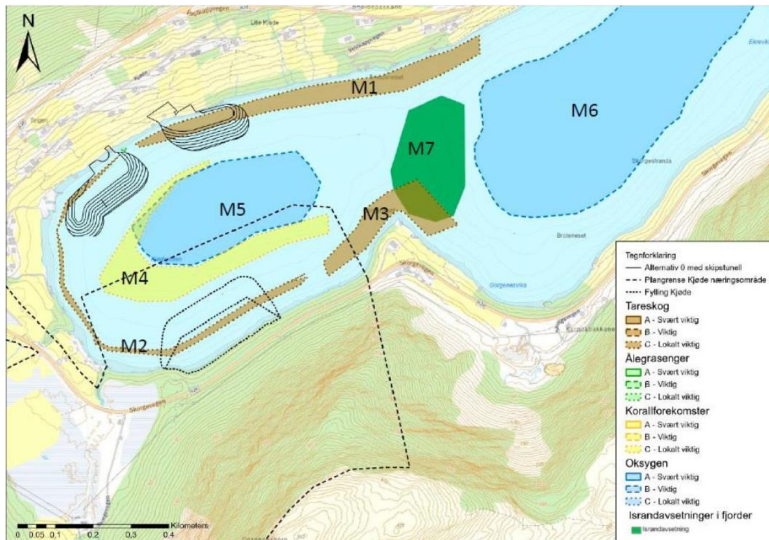 N
Lite Kjøde
M1
M6
M7
M5
M3
M4
M2
Tegnforklaring
Alternativ 0 med skipstunell
Plangrense Kjøde næringsområde
Fylling Kjøde
Tareskog
A - Svært viktig
B - Viktig
C - Lokalt viktig
Ålegrasenger
A - Svært viktig
B - Viktig
C - Lokalt viktig
Korallforekomster
A - Svært viktig
B - Viktig
C - Lokalt viktig
Oksygen
A - Svært viktig
B - Viktig
C - Lokalt viktig
Israndavsetninger i fjorder
Israndavsetning
Kilometers
0 0.05 0.1 0.2 0.3 0.4